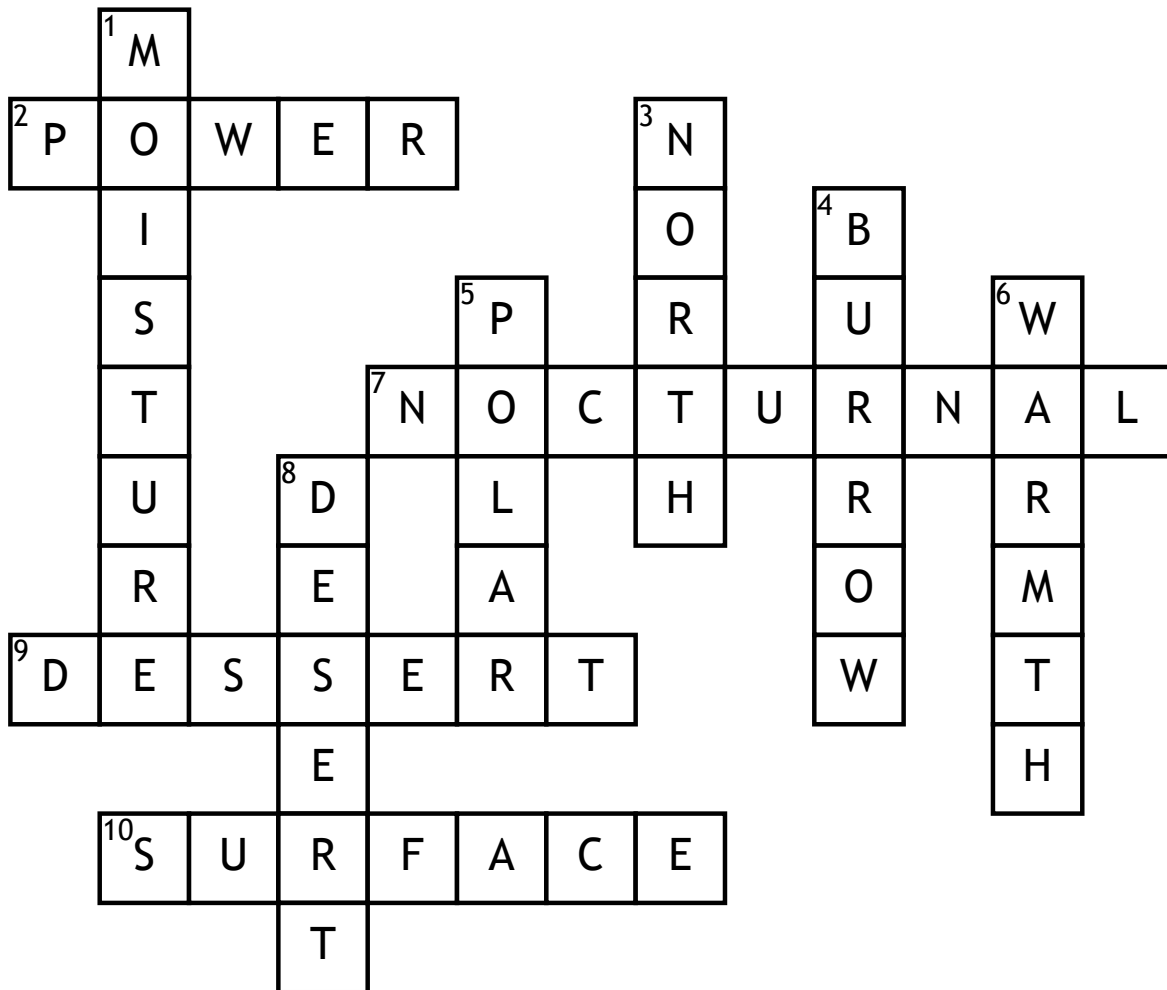 1 M
2 P O W E R 3 N
I O 4 B
S 5 P R U 6 W
T 7 N O C T U R N A L
U 8 D L H R R
R E A O M
9 D E S S E R T W T
E H
10 S U R F A C E
T